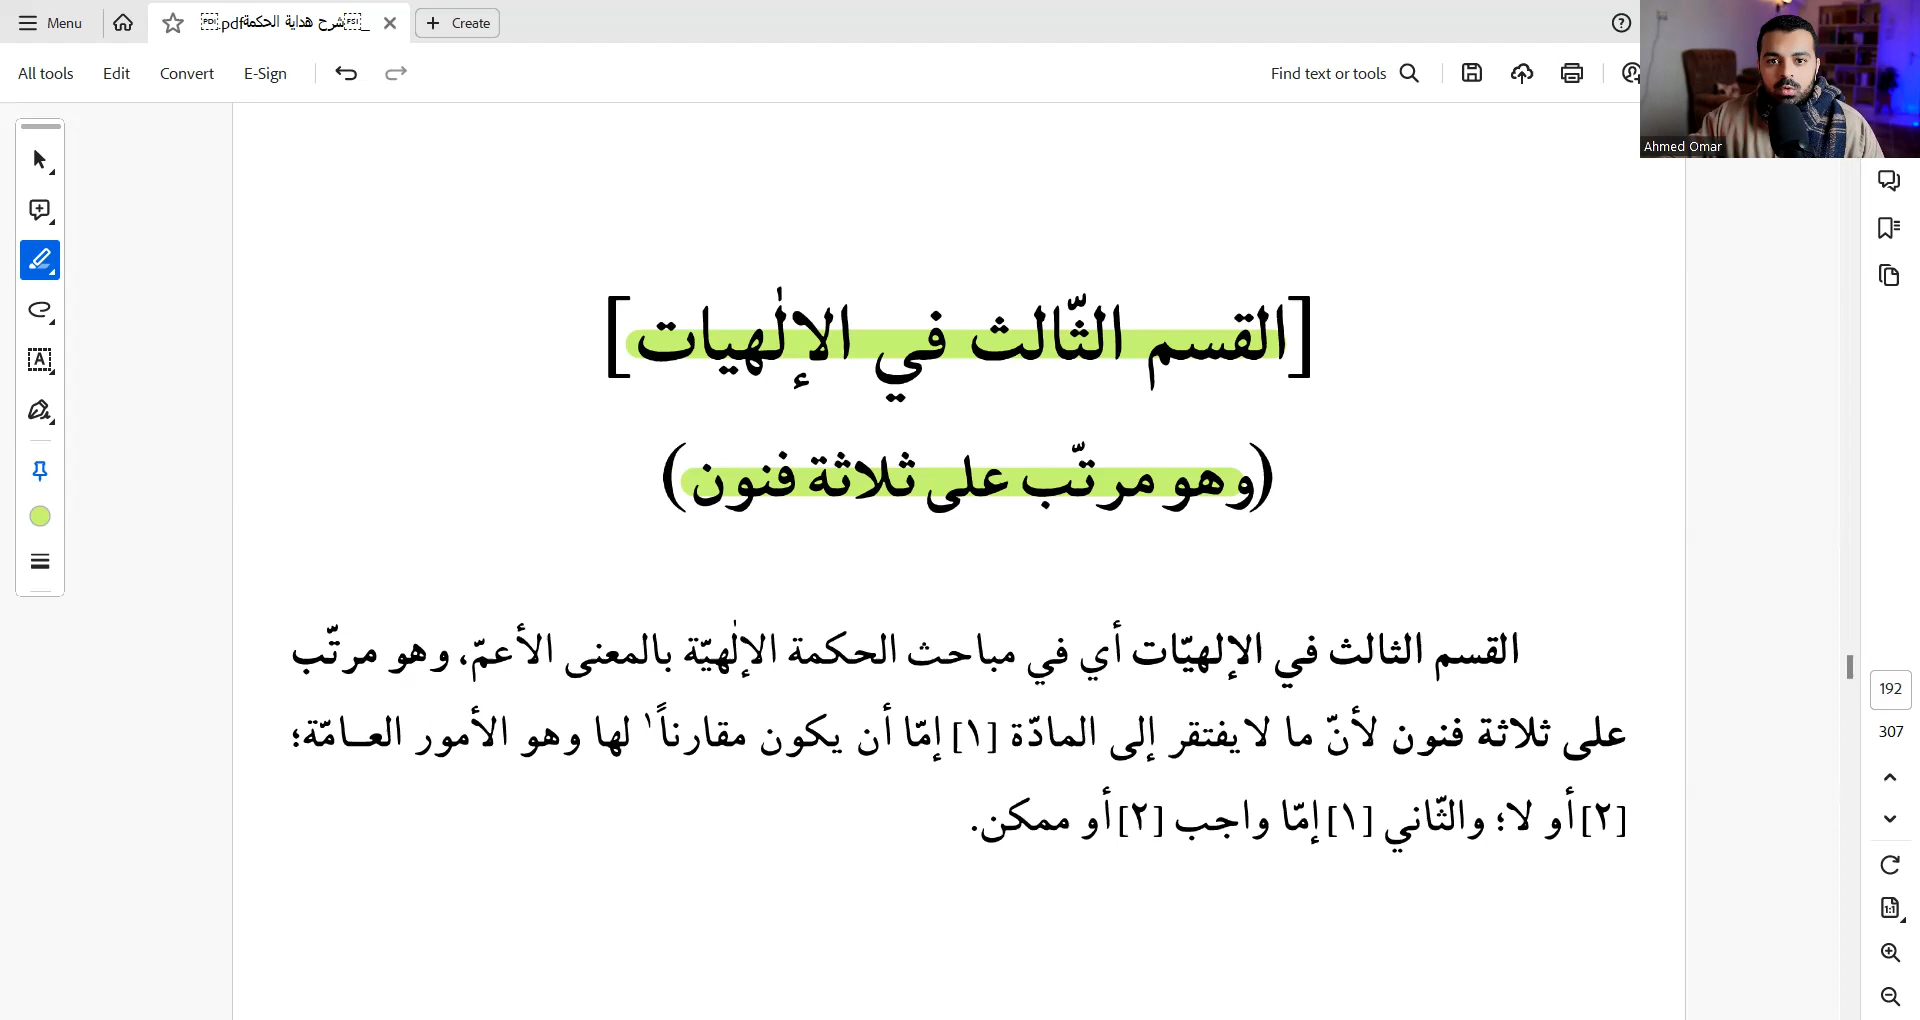 Menu
شرح هداية الحكمة_.pdf
Create
All tools
Edit
Convert
E-Sign
Find text or tools
Ahmed Omar
[القسم الثّالث في الإلٰهيات]
(وهو مرتّب على ثلاثة فنون)
القسم الثالث في الإلهيّات أي في مباحث الحكمة الإلٰهيّة بالمعنى الأعمّ، وهو مرتّب
على ثلاثة فنون لأنّ ما لا يفتقر إلى المادّة [١] إمّا أن يكون مقارناً١ لها وهو الأمور العـامّة؛
[٢] أو لا؛ والثّاني [١] إمّا واجب [٢] أو ممكن.
192
307